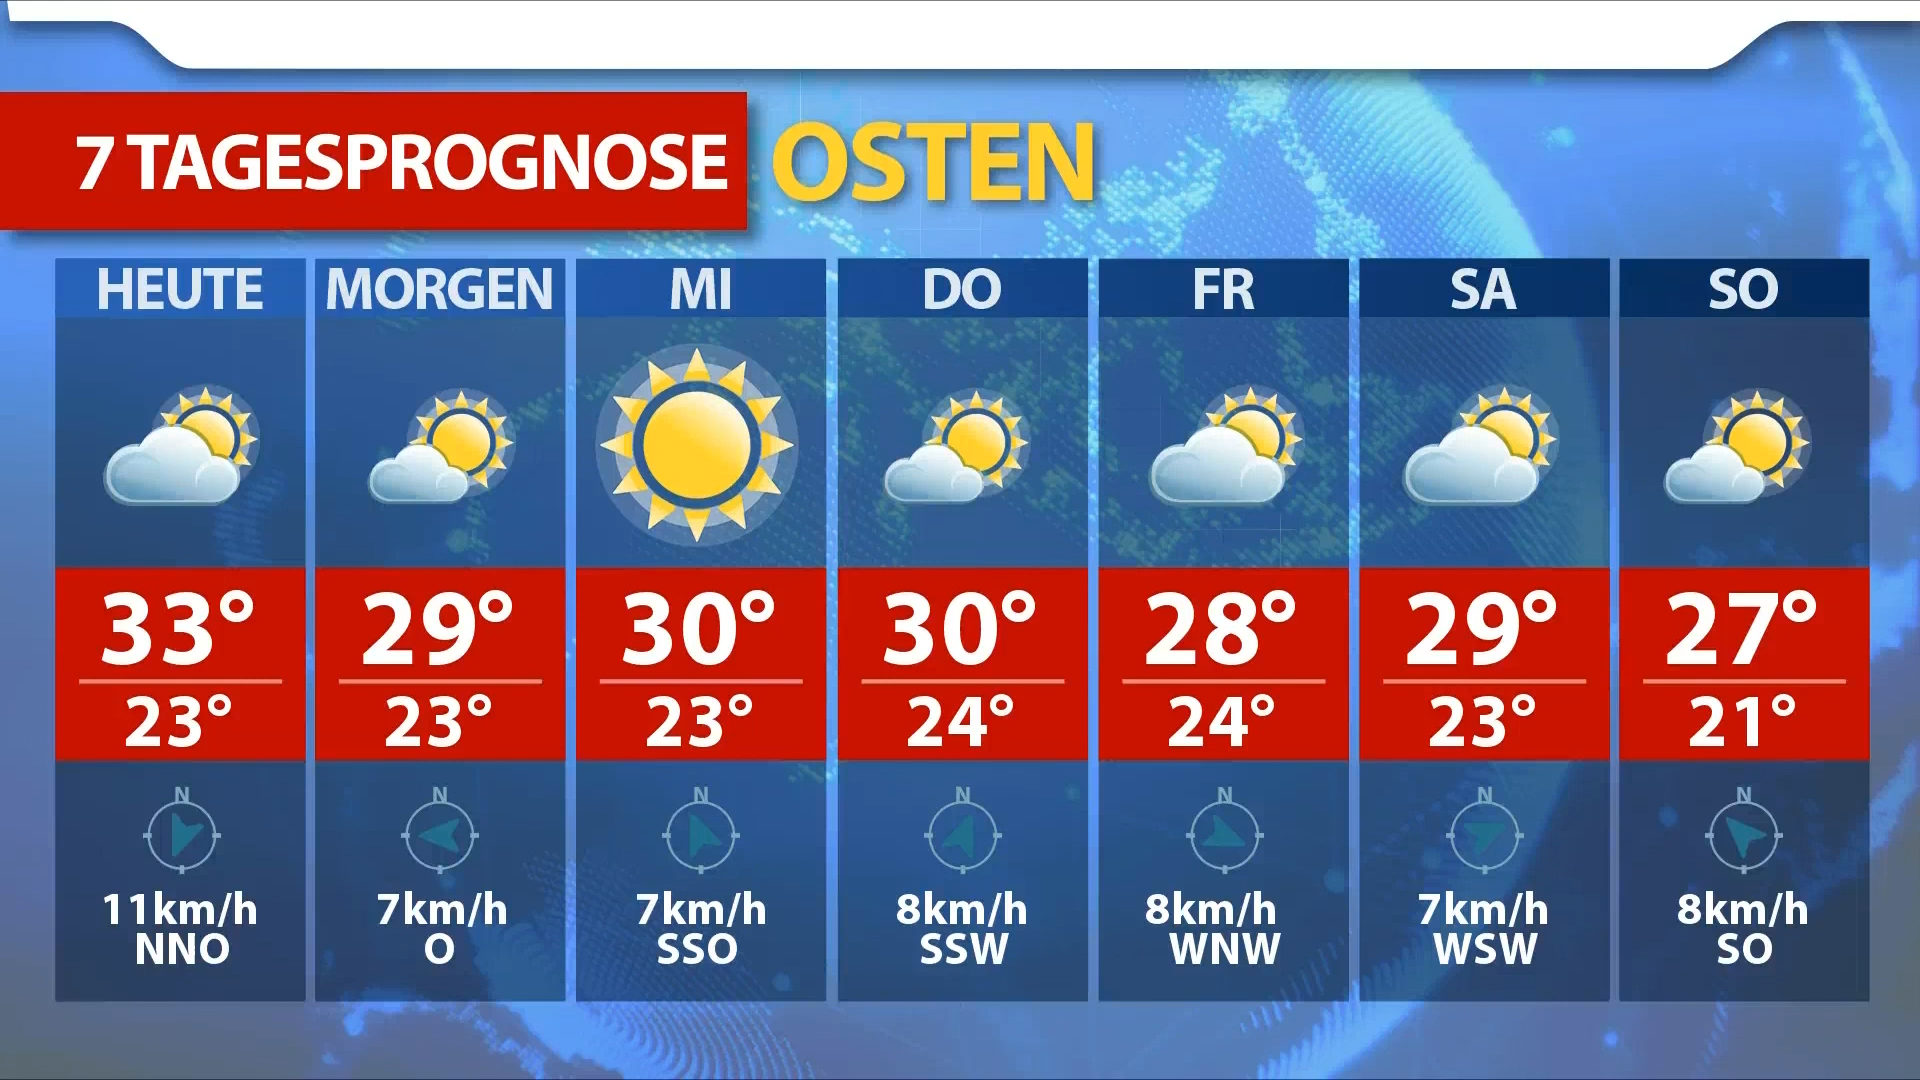 7 TAGESPROGNOSE OSTEN
HEUTE MORGEN MI DO FR SA SO
33° 29° 30° 30° 28° 29° 27°
23° 23° 23° 24° 24° 23° 21°
N N N N N N N
11km/h 7km/h 7km/h 8km/h 8km/h 7km/h 8km/h
NNO O SSO SSW WNW WSW SO